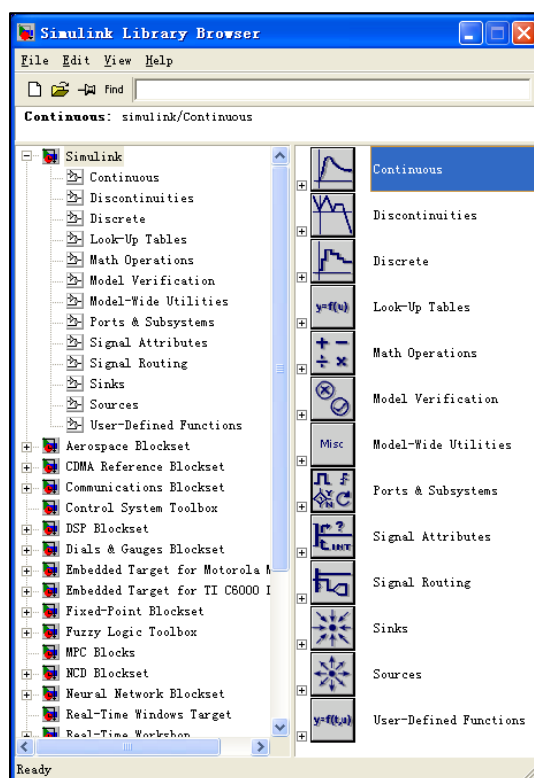 Simulink Library Browser
File Edit View Help
Find
Continuous: simulink/Continuous
Simulink
Continuous
Discontinuities
Discrete
Look-Up Tables
Math Operations
Model Verification
Model-Wide Utilities
Ports & Subsystems
Signal Attributes
Signal Routing
Sinks
Sources
User-Defined Functions
Aerospace Blockset
CDMA Reference Blockset
Communications Blockset
Control System Toolbox
DSP Blockset
Dials & Gauges Blockset
Embedded Target for Motorola M
Embedded Target for TI C6000 I
Fixed-Point Blockset
Fuzzy Logic Toolbox
MPC Blocks
NCD Blockset
Neural Network Blockset
Real-Time Windows Target
Real-Time Workshop
Continuous
Discontinuities
Discrete
y=f(u) Look-Up Tables
+ − ÷ × Math Operations
Model Verification
Misc Model-Wide Utilities
Ports & Subsystems
Signal Attributes
Signal Routing
Sinks
Sources
y=f(t,u) User-Defined Functions
Ready